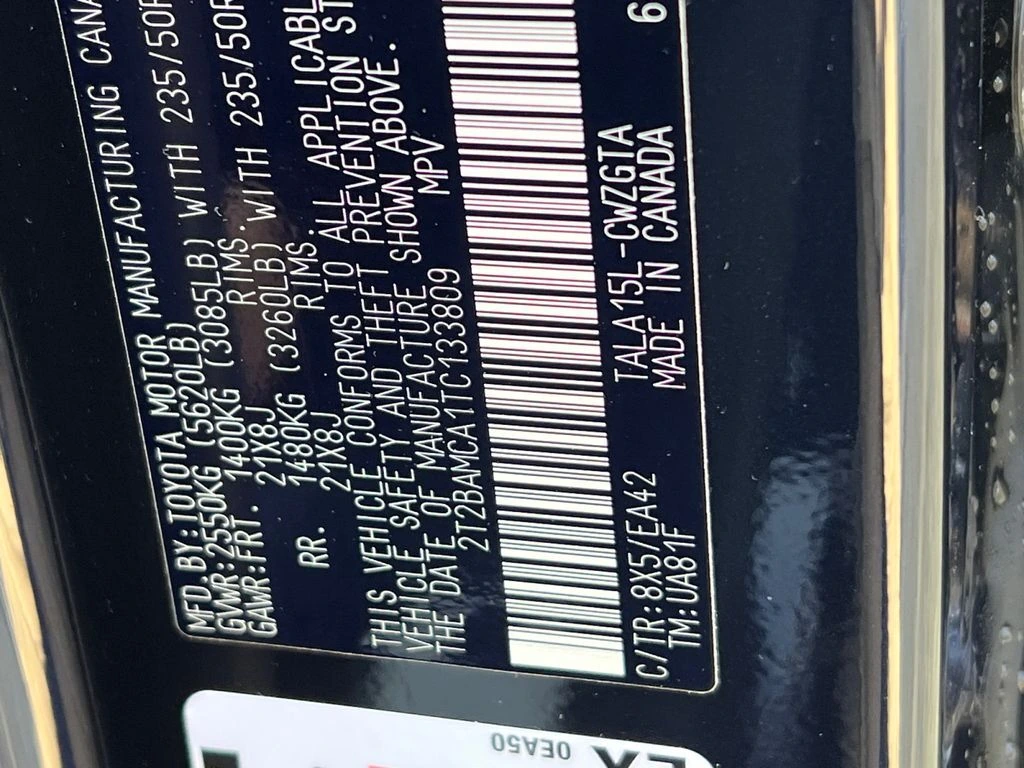 MFD.BY:TOYOTA MOTOR MANUFACTURING CANA
GVWR:2550KG(5620LB)
GAWR:FRT. 1400KG (3085LB) WITH 235/50R
21X8J RIMS.
RR. 1480KG (3260LB) WITH 235/50R
21X8J RIMS.
THIS VEHICLE CONFORMS TO ALL APPLICABL
VEHICLE SAFETY AND THEFT PREVENTION ST
THE DATE OF MANUFACTURE SHOWN ABOVE.
2T2BAMCA1TC133809 MPV
C/TR:8X5/EA42 TALA15L-CWZGTA
TM:UA81F MADE IN CANADA 6
0EA50
EX